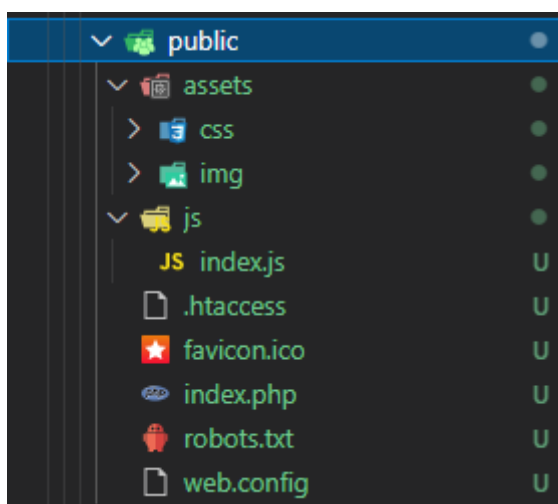 public
assets
css
img
js
JS index.js U
.htaccess U
favicon.ico U
index.php U
robots.txt U
web.config U